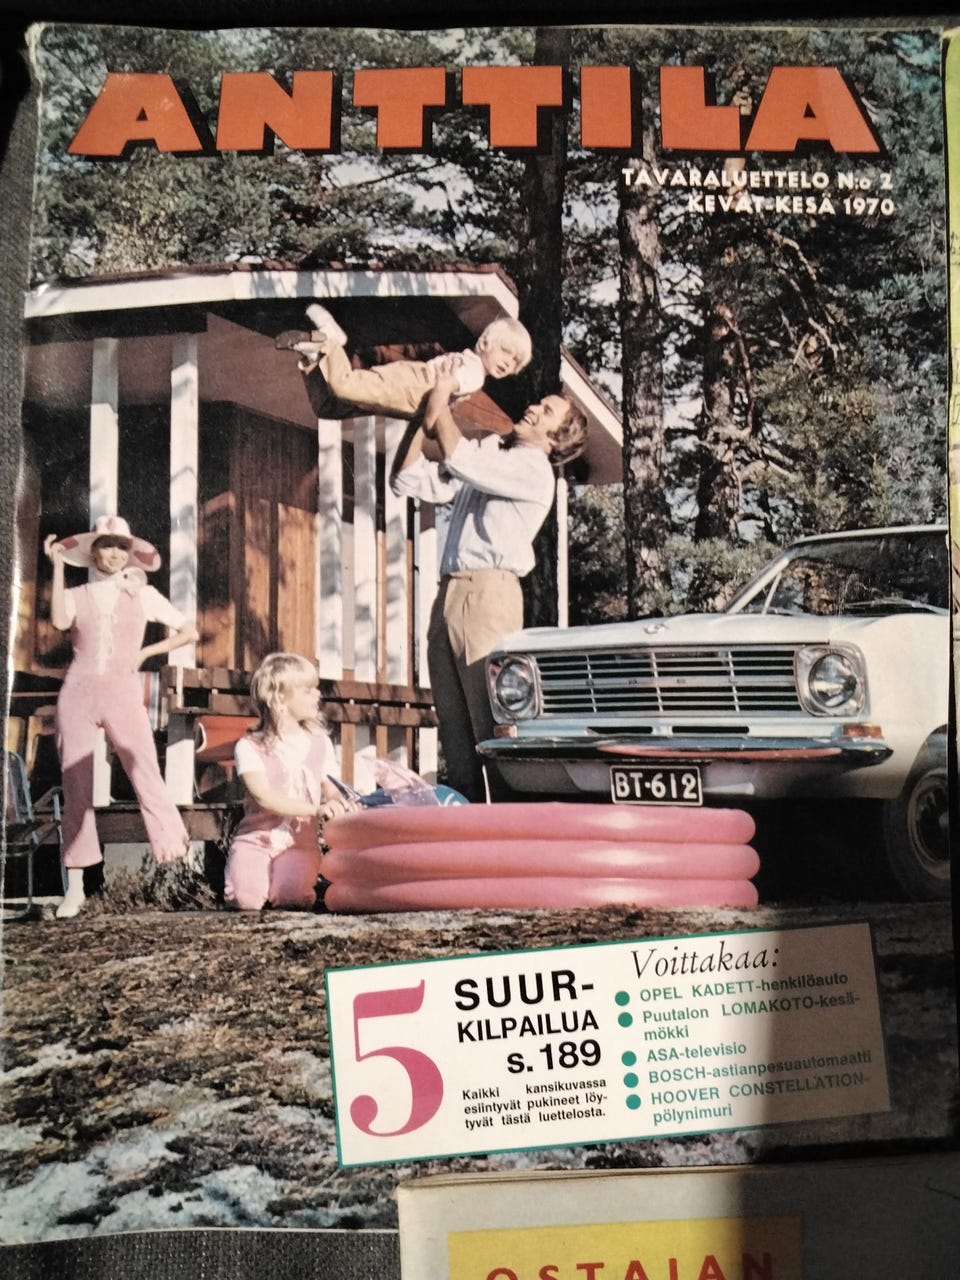 ANTTILA
TAVARALUETTELO N:o 2
KEVÄT-KESÄ 1970
OPEL
BT-612
5
SUUR-
KILPAILUA
s. 189
Kaikki kansikuvassa
esiintyvät pukineet löy-
tyvät tästä luettelosta.
Voittakaa:
OPEL KADETT-henkilöauto
Puutalon LOMAKOTO-kesä-
mökki
ASA-televisio
BOSCH-astianpesuautomaatti
HOOVER CONSTELLATION-
pölynimuri
OSTAJAN